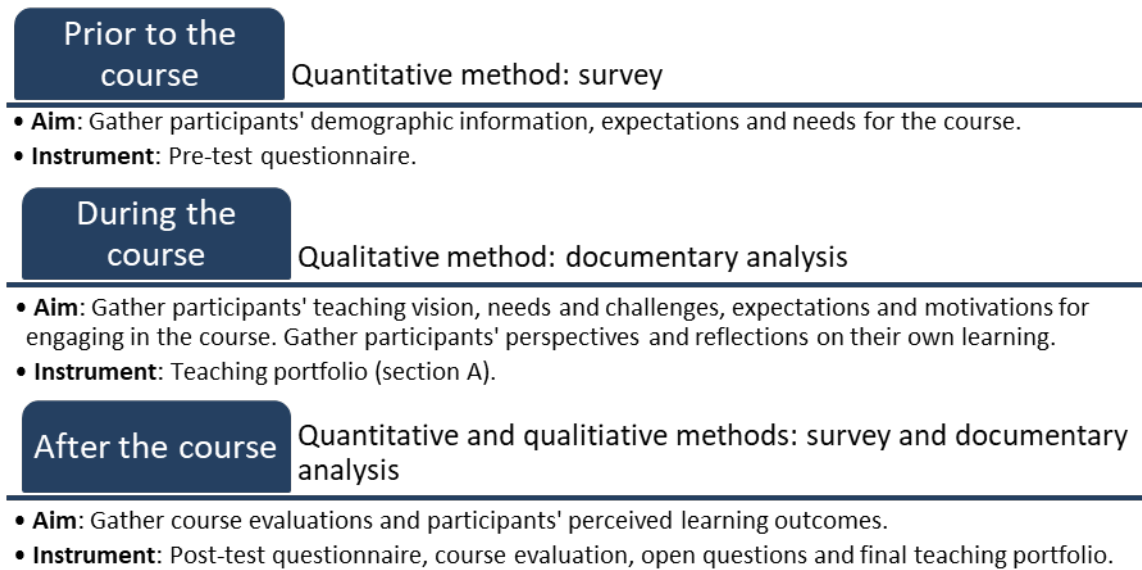 Prior to the
course
Quantitative method: survey
• Aim: Gather participants' demographic information, expectations and needs for the course.
• Instrument: Pre-test questionnaire.
During the
course
Qualitative method: documentary analysis
• Aim: Gather participants' teaching vision, needs and challenges, expectations and motivations for
engaging in the course. Gather participants' perspectives and reflections on their own learning.
• Instrument: Teaching portfolio (section A).
After the course
Quantitative and qualitiative methods: survey and documentary
analysis
• Aim: Gather course evaluations and participants' perceived learning outcomes.
• Instrument: Post-test questionnaire, course evaluation, open questions and final teaching portfolio.